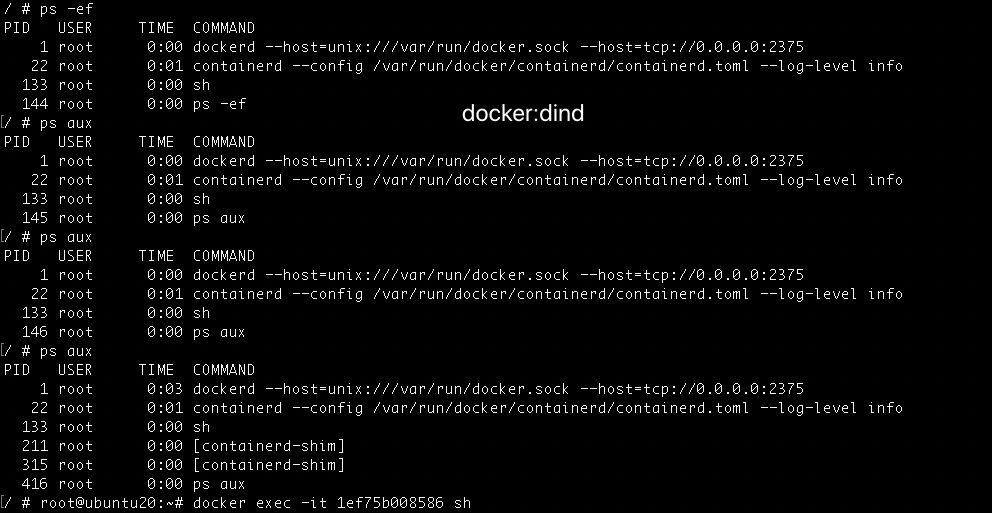 / # ps -ef
PID   USER     TIME  COMMAND
    1 root      0:00 dockerd --host=unix:///var/run/docker.sock --host=tcp://0.0.0.0:2375
   22 root      0:01 containerd --config /var/run/docker/containerd/containerd.toml --log-level info
  133 root      0:00 sh
  144 root      0:00 ps -ef
docker:dind
[/ # ps aux
PID   USER     TIME  COMMAND
    1 root      0:00 dockerd --host=unix:///var/run/docker.sock --host=tcp://0.0.0.0:2375
   22 root      0:01 containerd --config /var/run/docker/containerd/containerd.toml --log-level info
  133 root      0:00 sh
  145 root      0:00 ps aux
[/ # ps aux
PID   USER     TIME  COMMAND
    1 root      0:00 dockerd --host=unix:///var/run/docker.sock --host=tcp://0.0.0.0:2375
   22 root      0:01 containerd --config /var/run/docker/containerd/containerd.toml --log-level info
  133 root      0:00 sh
  146 root      0:00 ps aux
[/ # ps aux
PID   USER     TIME  COMMAND
    1 root      0:03 dockerd --host=unix:///var/run/docker.sock --host=tcp://0.0.0.0:2375
   22 root      0:01 containerd --config /var/run/docker/containerd/containerd.toml --log-level info
  133 root      0:00 sh
  211 root      0:00 [containerd-shim]
  315 root      0:00 [containerd-shim]
  416 root      0:00 ps aux
[/ # root@ubuntu20:~# docker exec -it 1ef75b008586 sh